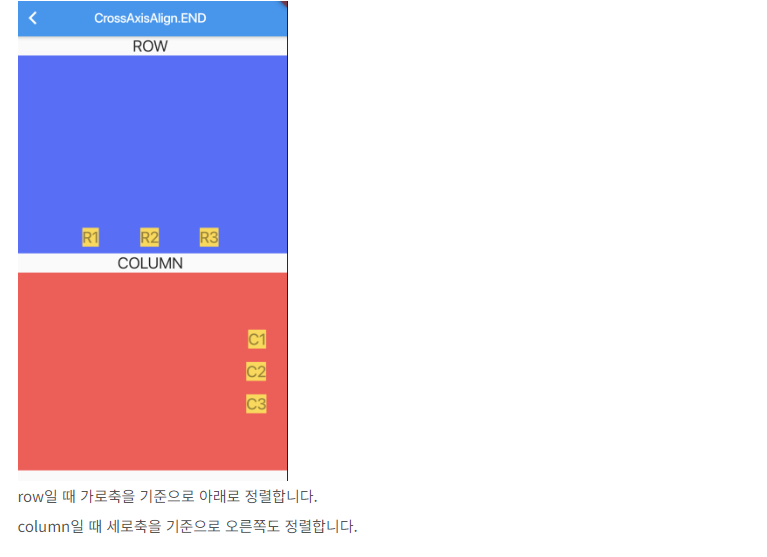 CrossAxisAlign.END
ROW
R1 R2 R3
COLUMN
C1
C2
C3
row일 때 가로축을 기준으로 아래로 정렬합니다.
column일 때 세로축을 기준으로 오른쪽도 정렬합니다.